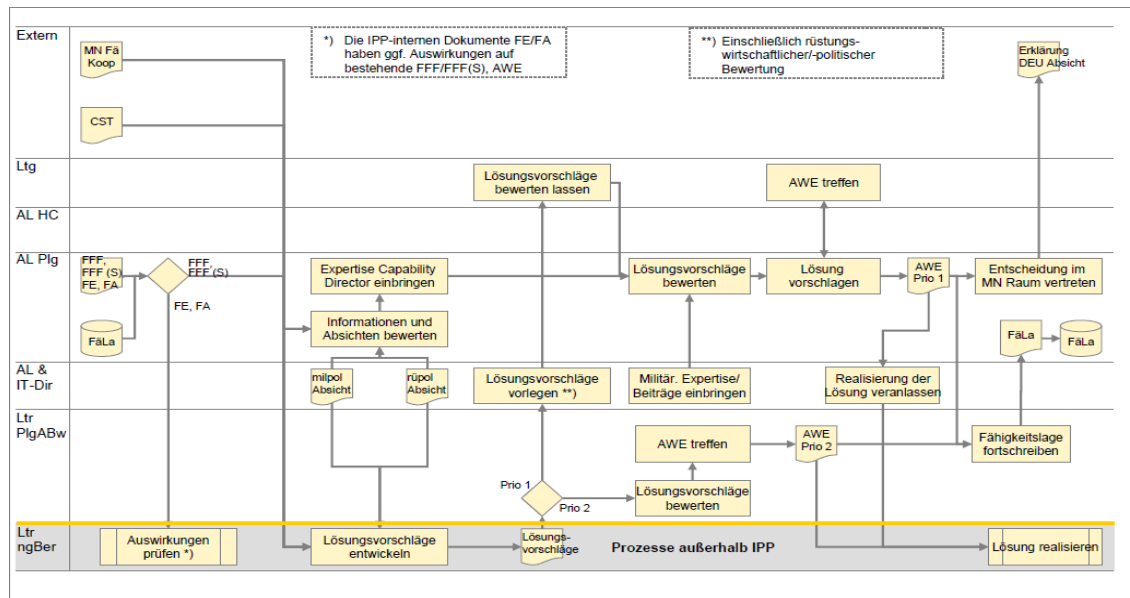 Extern
MN Fä
Koop
CST
*) Die IPP-internen Dokumente FE/FA
haben ggf. Auswirkungen auf
bestehende FFF/FFF(S), AWE
**) Einschließlich rüstungs-
wirtschaftlicher/-politischer
Bewertung
Erklärung
DEU Absicht
Ltg
Lösungsvorschläge
bewerten lassen
AWE treffen
AL HC
AL Plg
FFF,
FFF (S)
FE, FA
FFF,
FFF (S)
FE, FA
FäLa
Expertise Capability
Director einbringen
Informationen und
Absichten bewerten
Lösungsvorschläge
bewerten
Lösung
vorschlagen
AWE
Prio 1
Entscheidung im
MN Raum vertreten
FäLa
FäLa
AL &
IT-Dir
milpol
Absicht
rüpol
Absicht
Lösungsvorschläge
vorlegen **)
Militär. Expertise/
Beiträge einbringen
Realisierung der
Lösung veranlassen
Ltr
PlgABw
Prio 1
Prio 2
AWE treffen
Lösungsvorschläge
bewerten
AWE
Prio 2
Fähigkeitslage
fortschreiben
Ltr
ngBer
Auswirkungen
prüfen *)
Lösungsvorschläge
entwickeln
Lösungs-
vorschläge
Prozesse außerhalb IPP
Lösung realisieren